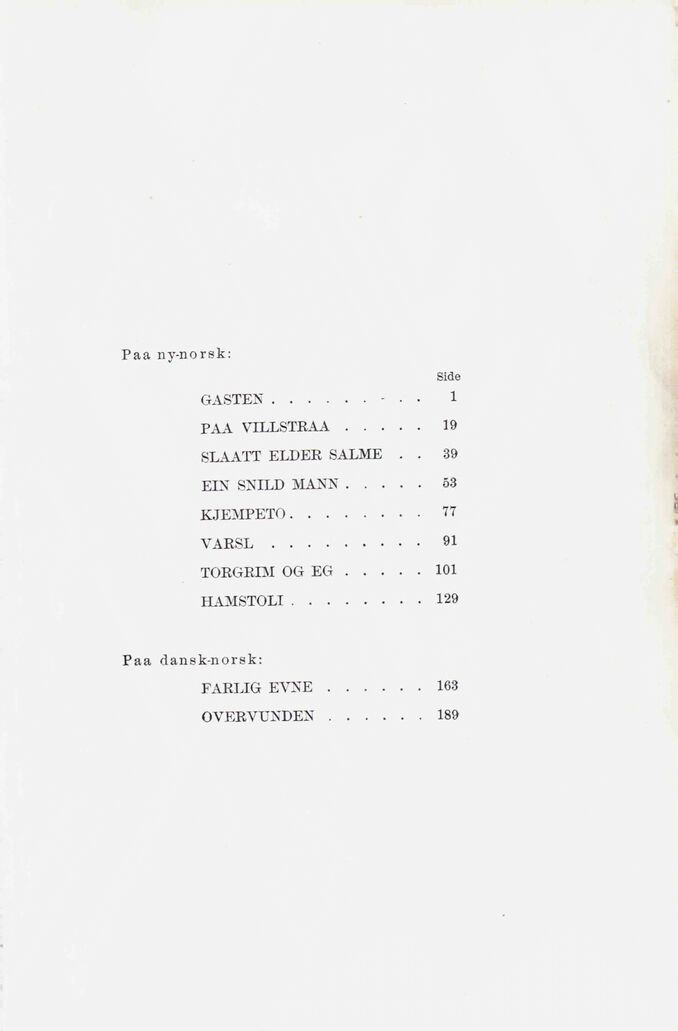 Paa ny-norsk:
Side
GASTEN . . . . . . . . . 1
PAA VILLSTRAA . . . . . 19
SLAATT ELDER SALME . . 39
EIN SNILD MANN . . . . . 53
KJEMPETO . . . . . . . . 77
VARSL . . . . . . . . . 91
TORGRIM OG EG . . . . . 101
HAMSTOLI . . . . . . . . 129
Paa dansk-norsk:
FARLIG EVNE . . . . . . 163
OVERVUNDEN . . . . . . 189